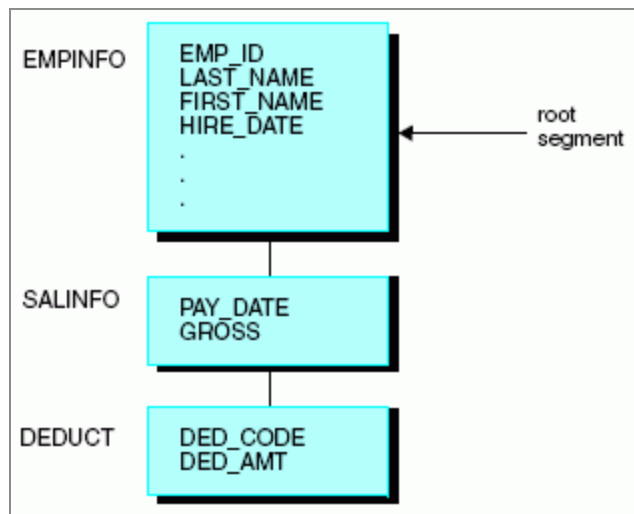 EMPINFO
EMP_ID
LAST_NAME
FIRST_NAME
HIRE_DATE
.
.
.
root
segment
SALINFO
PAY_DATE
GROSS
DEDUCT
DED_CODE
DED_AMT